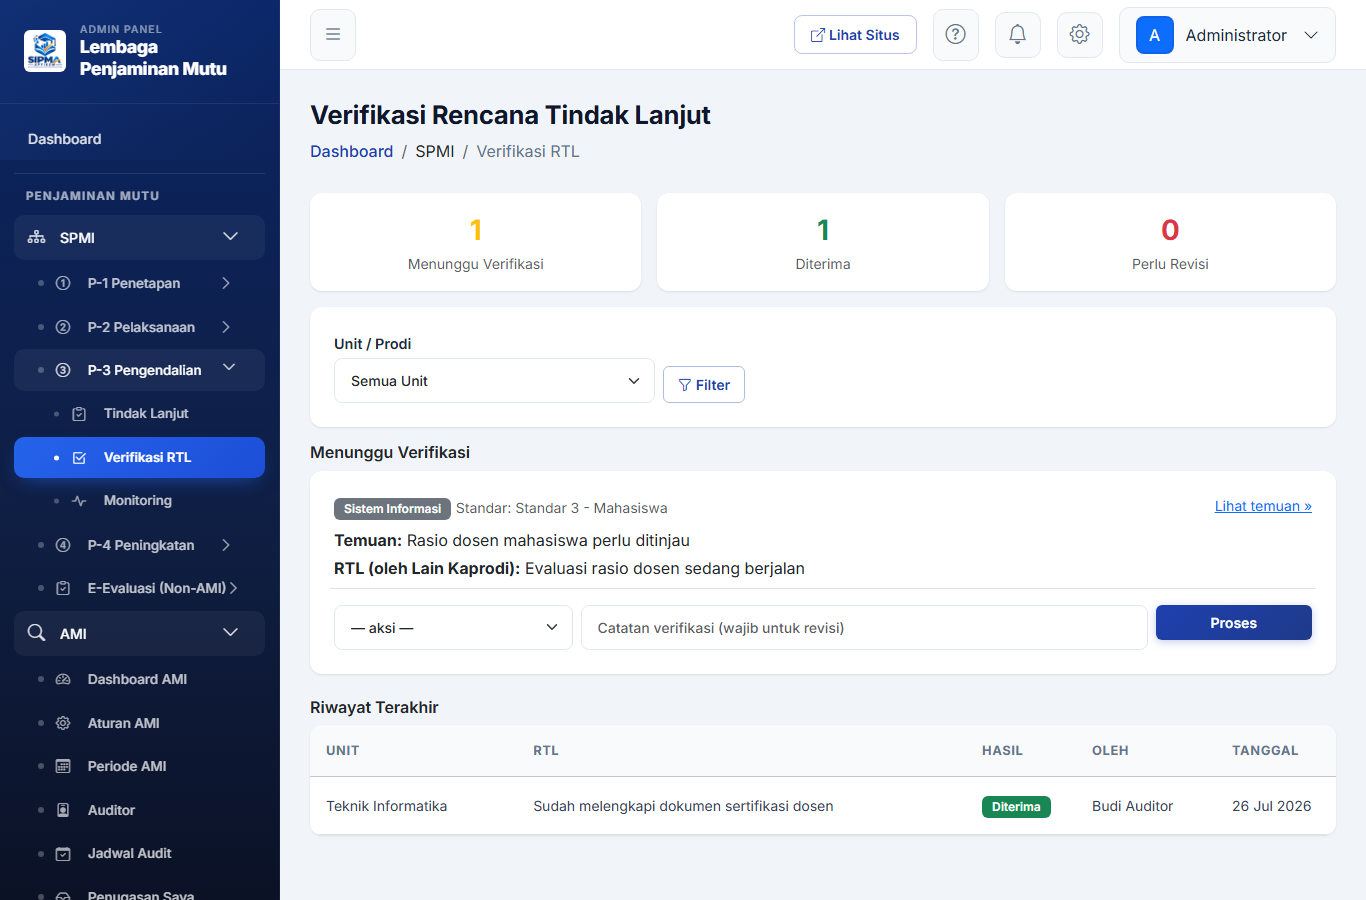 ADMIN PANEL
Lembaga
Penjaminan Mutu
SIPMA
Lihat Situs
A
Administrator
Dashboard
PENJAMINAN MUTU
SPMI
1 P-1 Penetapan
2 P-2 Pelaksanaan
3 P-3 Pengendalian
Tindak Lanjut
Verifikasi RTL
Monitoring
4 P-4 Peningkatan
E-Evaluasi (Non-AMI)
AMI
Dashboard AMI
Aturan AMI
Periode AMI
Auditor
Jadwal Audit
Penugasan Saya
Verifikasi Rencana Tindak Lanjut
Dashboard / SPMI / Verifikasi RTL
1
Menunggu Verifikasi
1
Diterima
0
Perlu Revisi
Unit / Prodi
Semua Unit
Filter
Menunggu Verifikasi
Sistem Informasi Standar: Standar 3 - Mahasiswa
Lihat temuan »
Temuan: Rasio dosen mahasiswa perlu ditinjau
RTL (oleh Lain Kaprodi): Evaluasi rasio dosen sedang berjalan
— aksi —
Catatan verifikasi (wajib untuk revisi)
Proses
Riwayat Terakhir
UNIT RTL HASIL OLEH TANGGAL
Teknik Informatika Sudah melengkapi dokumen sertifikasi dosen Diterima Budi Auditor 26 Jul 2026